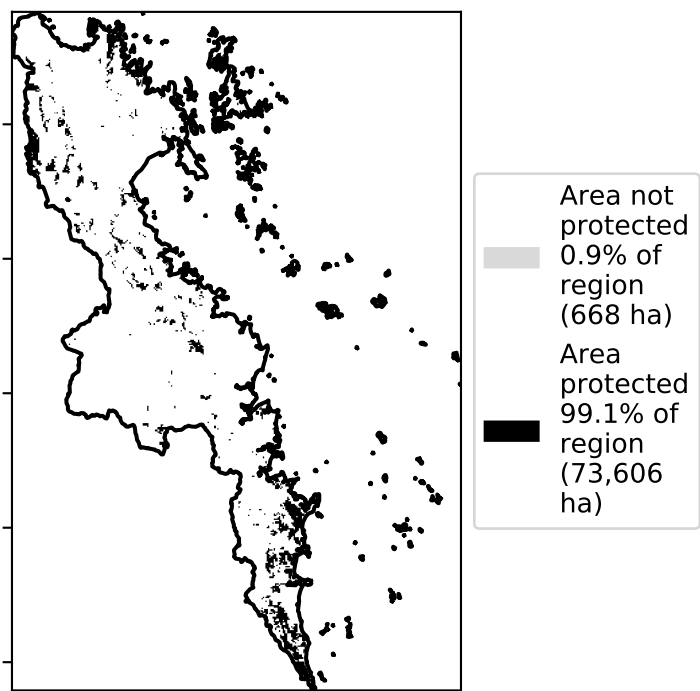 Area not
protected
0.9% of
region
(668 ha)
Area
protected
99.1% of
region
(73,606
ha)